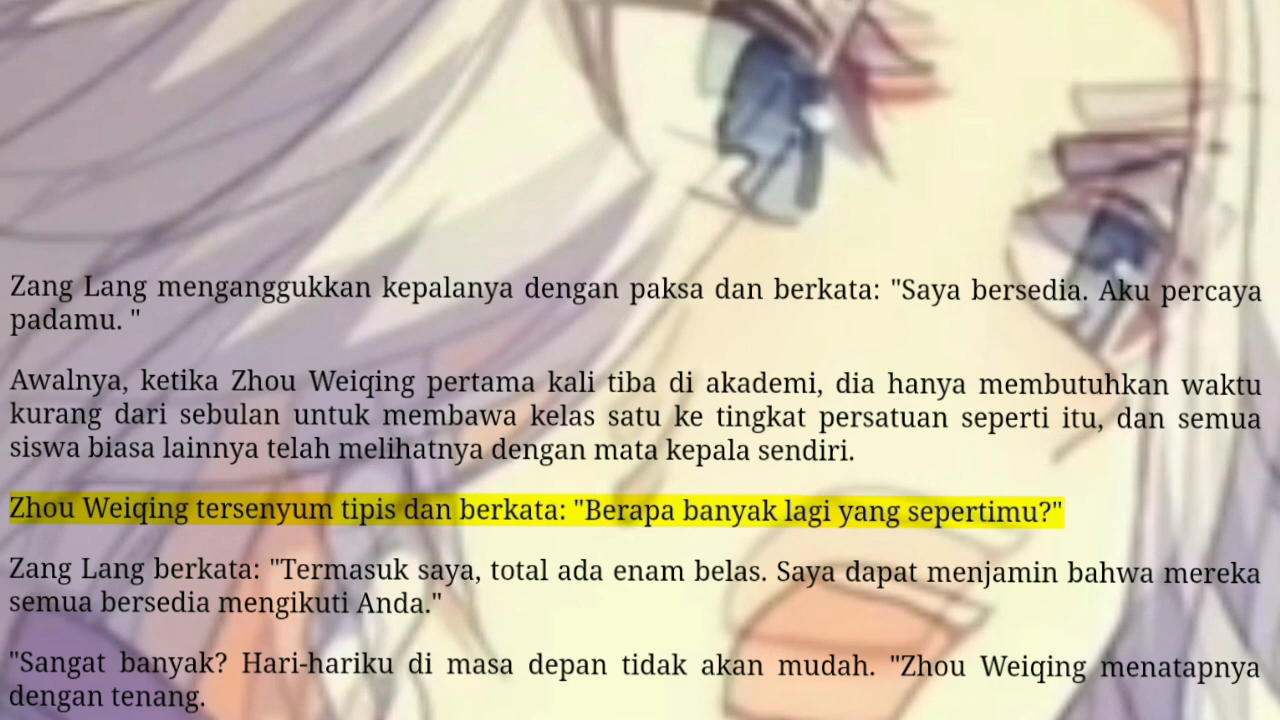 Zang Lang menganggukkan kepalanya dengan paksa dan berkata: "Saya bersedia. Aku percaya
padamu. "
Awalnya, ketika Zhou Weiqing pertama kali tiba di akademi, dia hanya membutuhkan waktu
kurang dari sebulan untuk membawa kelas satu ke tingkat persatuan seperti itu, dan semua
siswa biasa lainnya telah melihatnya dengan mata kepala sendiri.
Zhou Weiqing tersenyum tipis dan berkata: "Berapa banyak lagi yang sepertimu?"
Zang Lang berkata: "Termasuk saya, total ada enam belas. Saya dapat menjamin bahwa mereka
semua bersedia mengikuti Anda."
"Sangat banyak? Hari-hariku di masa depan tidak akan mudah. "Zhou Weiqing menatapnya
dengan tenang.